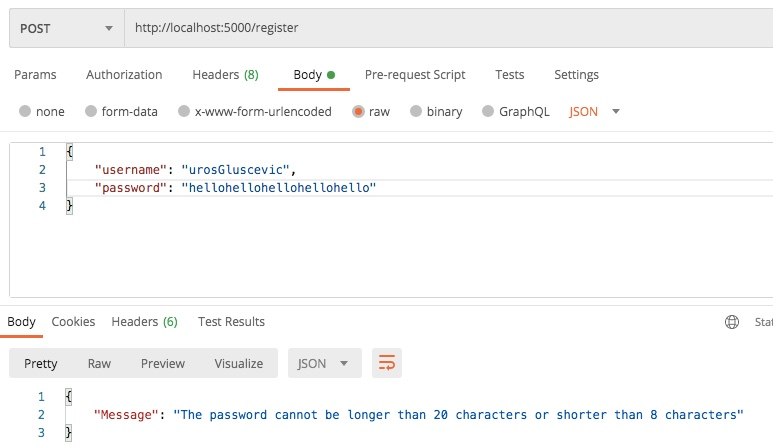 POST http://localhost:5000/register
Params Authorization Headers (8) Body Pre-request Script Tests Settings
none form-data x-www-form-urlencoded raw binary GraphQL JSON
1 {
2 "username": "urosGluscevic",
3 "password": "hellohellohellohellohello"
4 }
Body Cookies Headers (6) Test Results Stat
Pretty Raw Preview Visualize JSON
1 {
2 "Message": "The password cannot be longer than 20 characters or shorter than 8 characters"
3 }